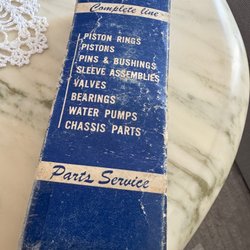 Complete line
PISTON RINGS
PISTONS
PINS & BUSHINGS
SLEEVE ASSEMBLIES
VALVES
BEARINGS
WATER PUMPS
CHASSIS PARTS
Parts Service